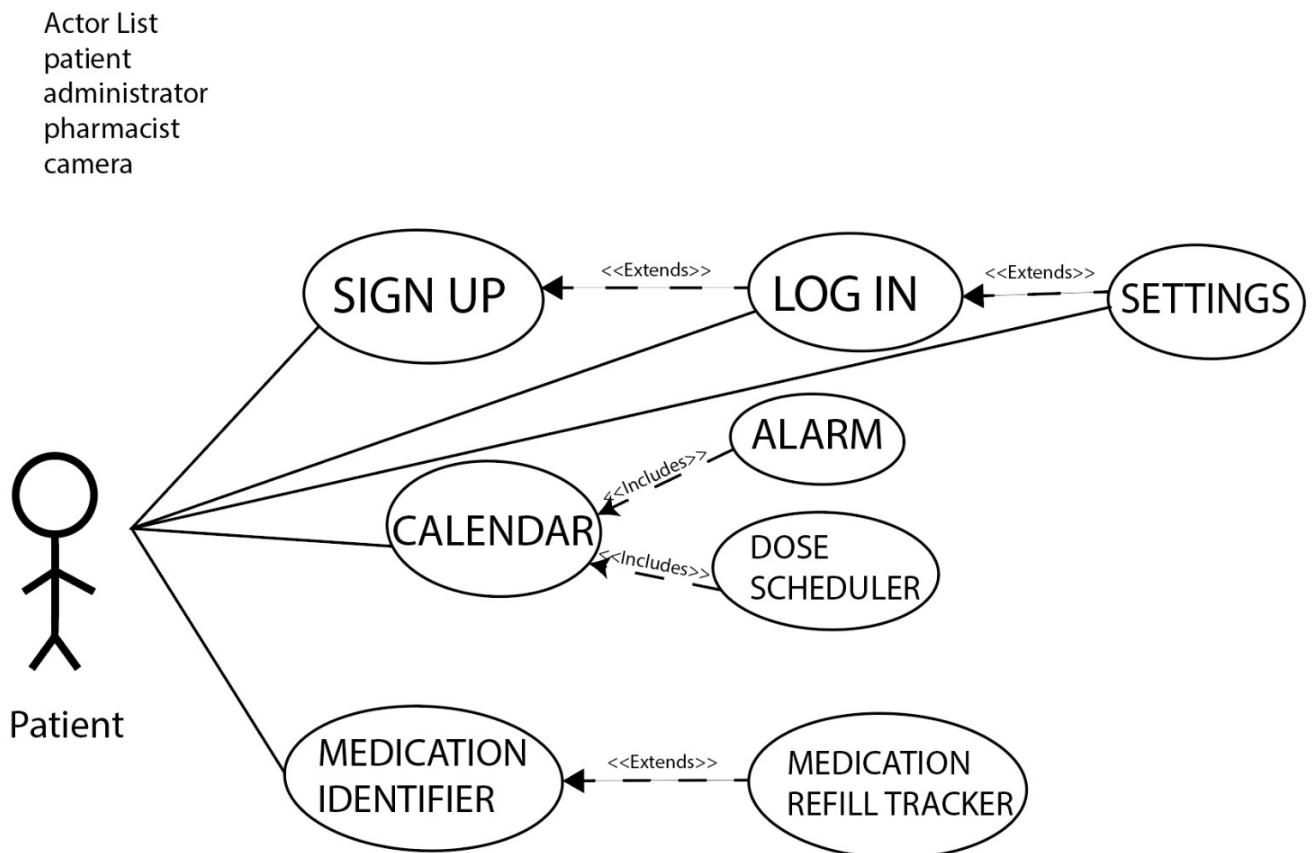 Actor List
patient
administrator
pharmacist
camera
SIGN UP
<<Extends>>
LOG IN
<<Extends>>
SETTINGS
ALARM
<<Includes>>
CALENDAR
<<Includes>>
DOSE
SCHEDULER
Patient
MEDICATION
IDENTIFIER
<<Extends>>
MEDICATION
REFILL TRACKER